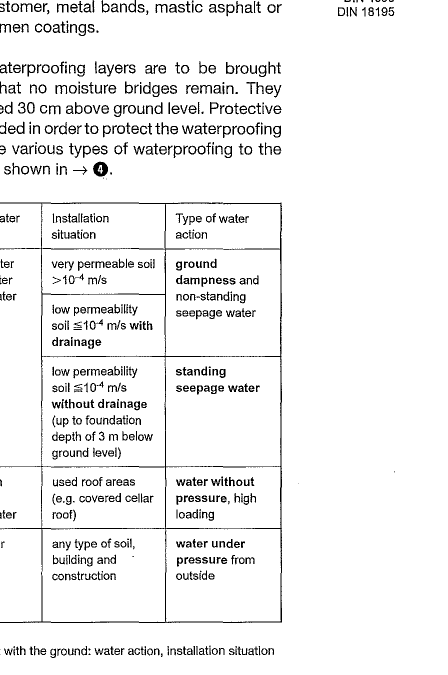 stomer, metal bands, mastic asphalt or
men coatings.
DIN 18195
aterproofing layers are to be brought
hat no moisture bridges remain. They
ed 30 cm above ground level. Protective
ded in order to protect the waterproofing
e various types of waterproofing to the
shown in → ❹.
ater
Installation
situation
Type of water
action
ter
ter
ater
very permeable soil
>10⁻⁴ m/s
ground
dampness and
non-standing
seepage water
low permeability
soil ≦10⁻⁴ m/s with
drainage
low permeability
soil ≦10⁻⁴ m/s
without drainage
(up to foundation
depth of 3 m below
ground level)
standing
seepage water
ater
used roof areas
(e.g. covered cellar
roof)
water without
pressure, high
loading
r
any type of soil,
building and
construction
water under
pressure from
outside
with the ground: water action, installation situation